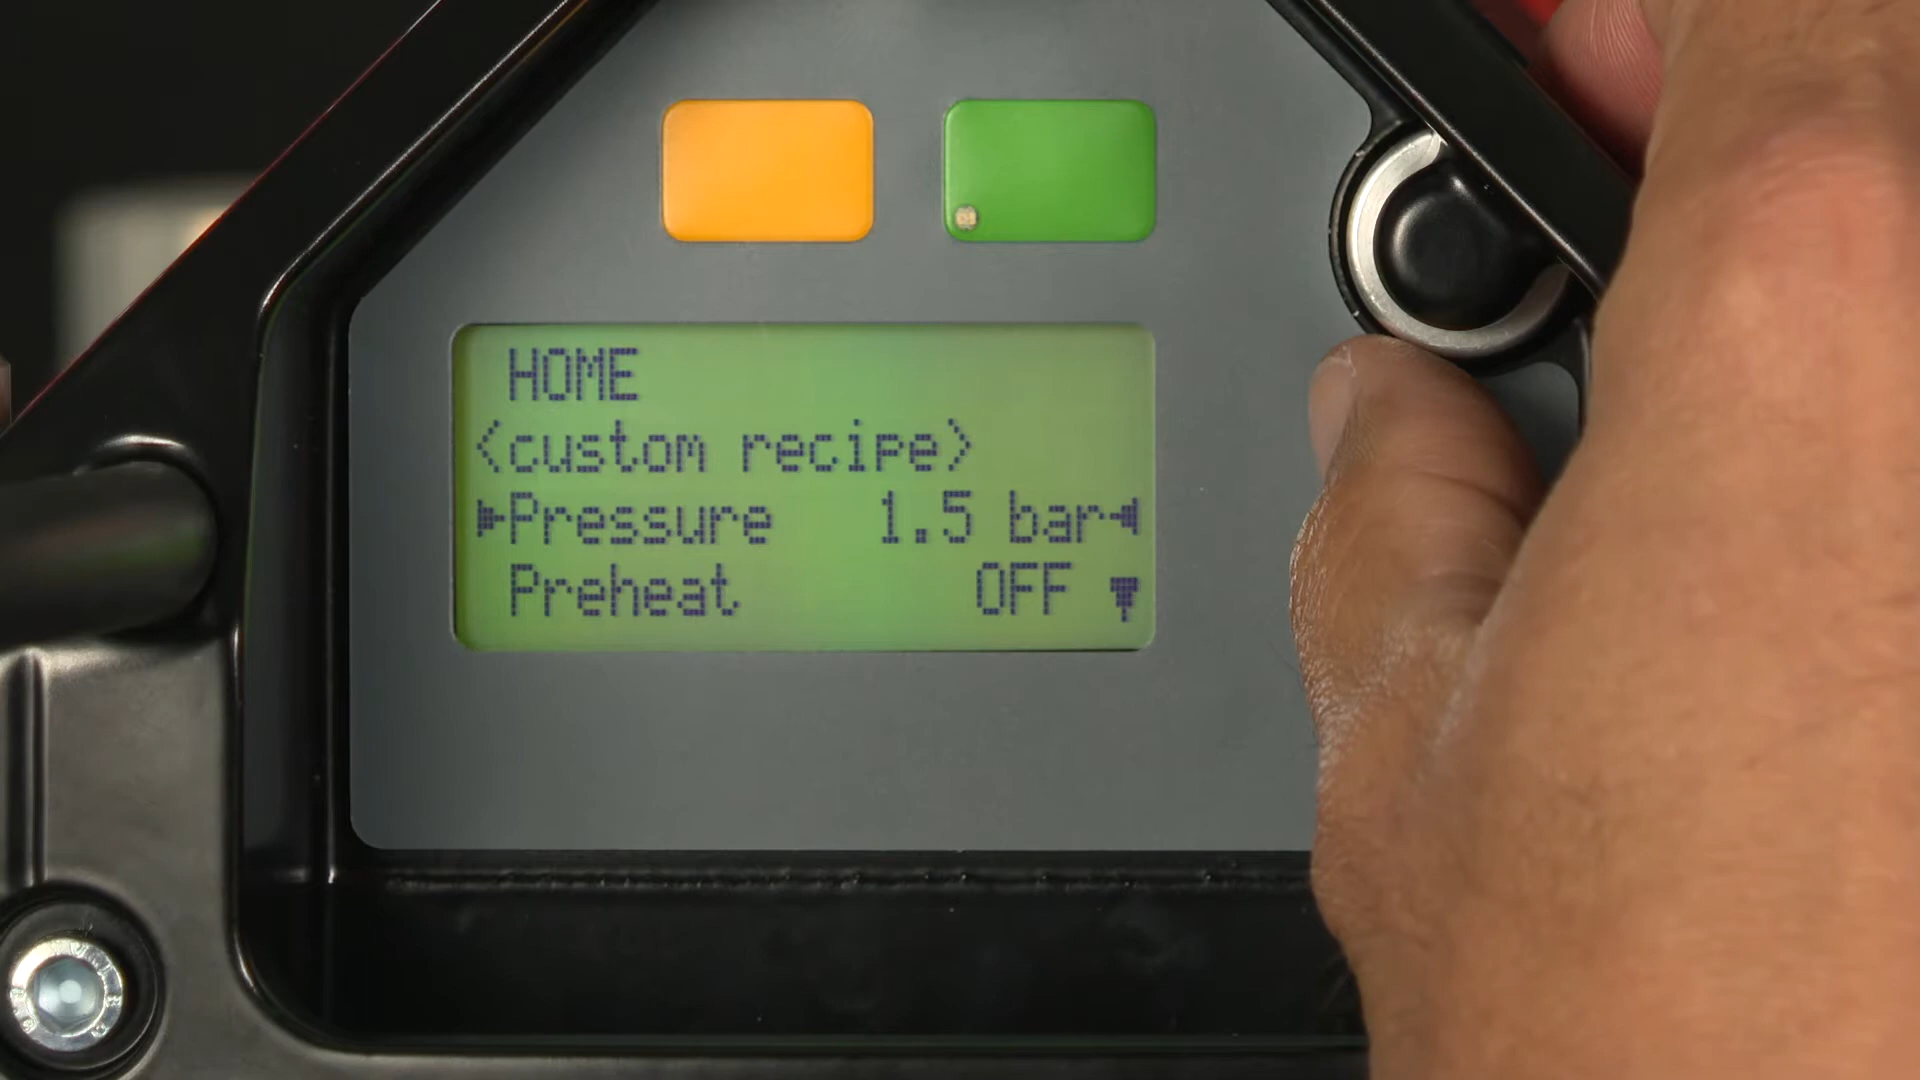 HOME
<custom recipe>
▶Pressure 1.5 bar◀
Preheat OFF ▼